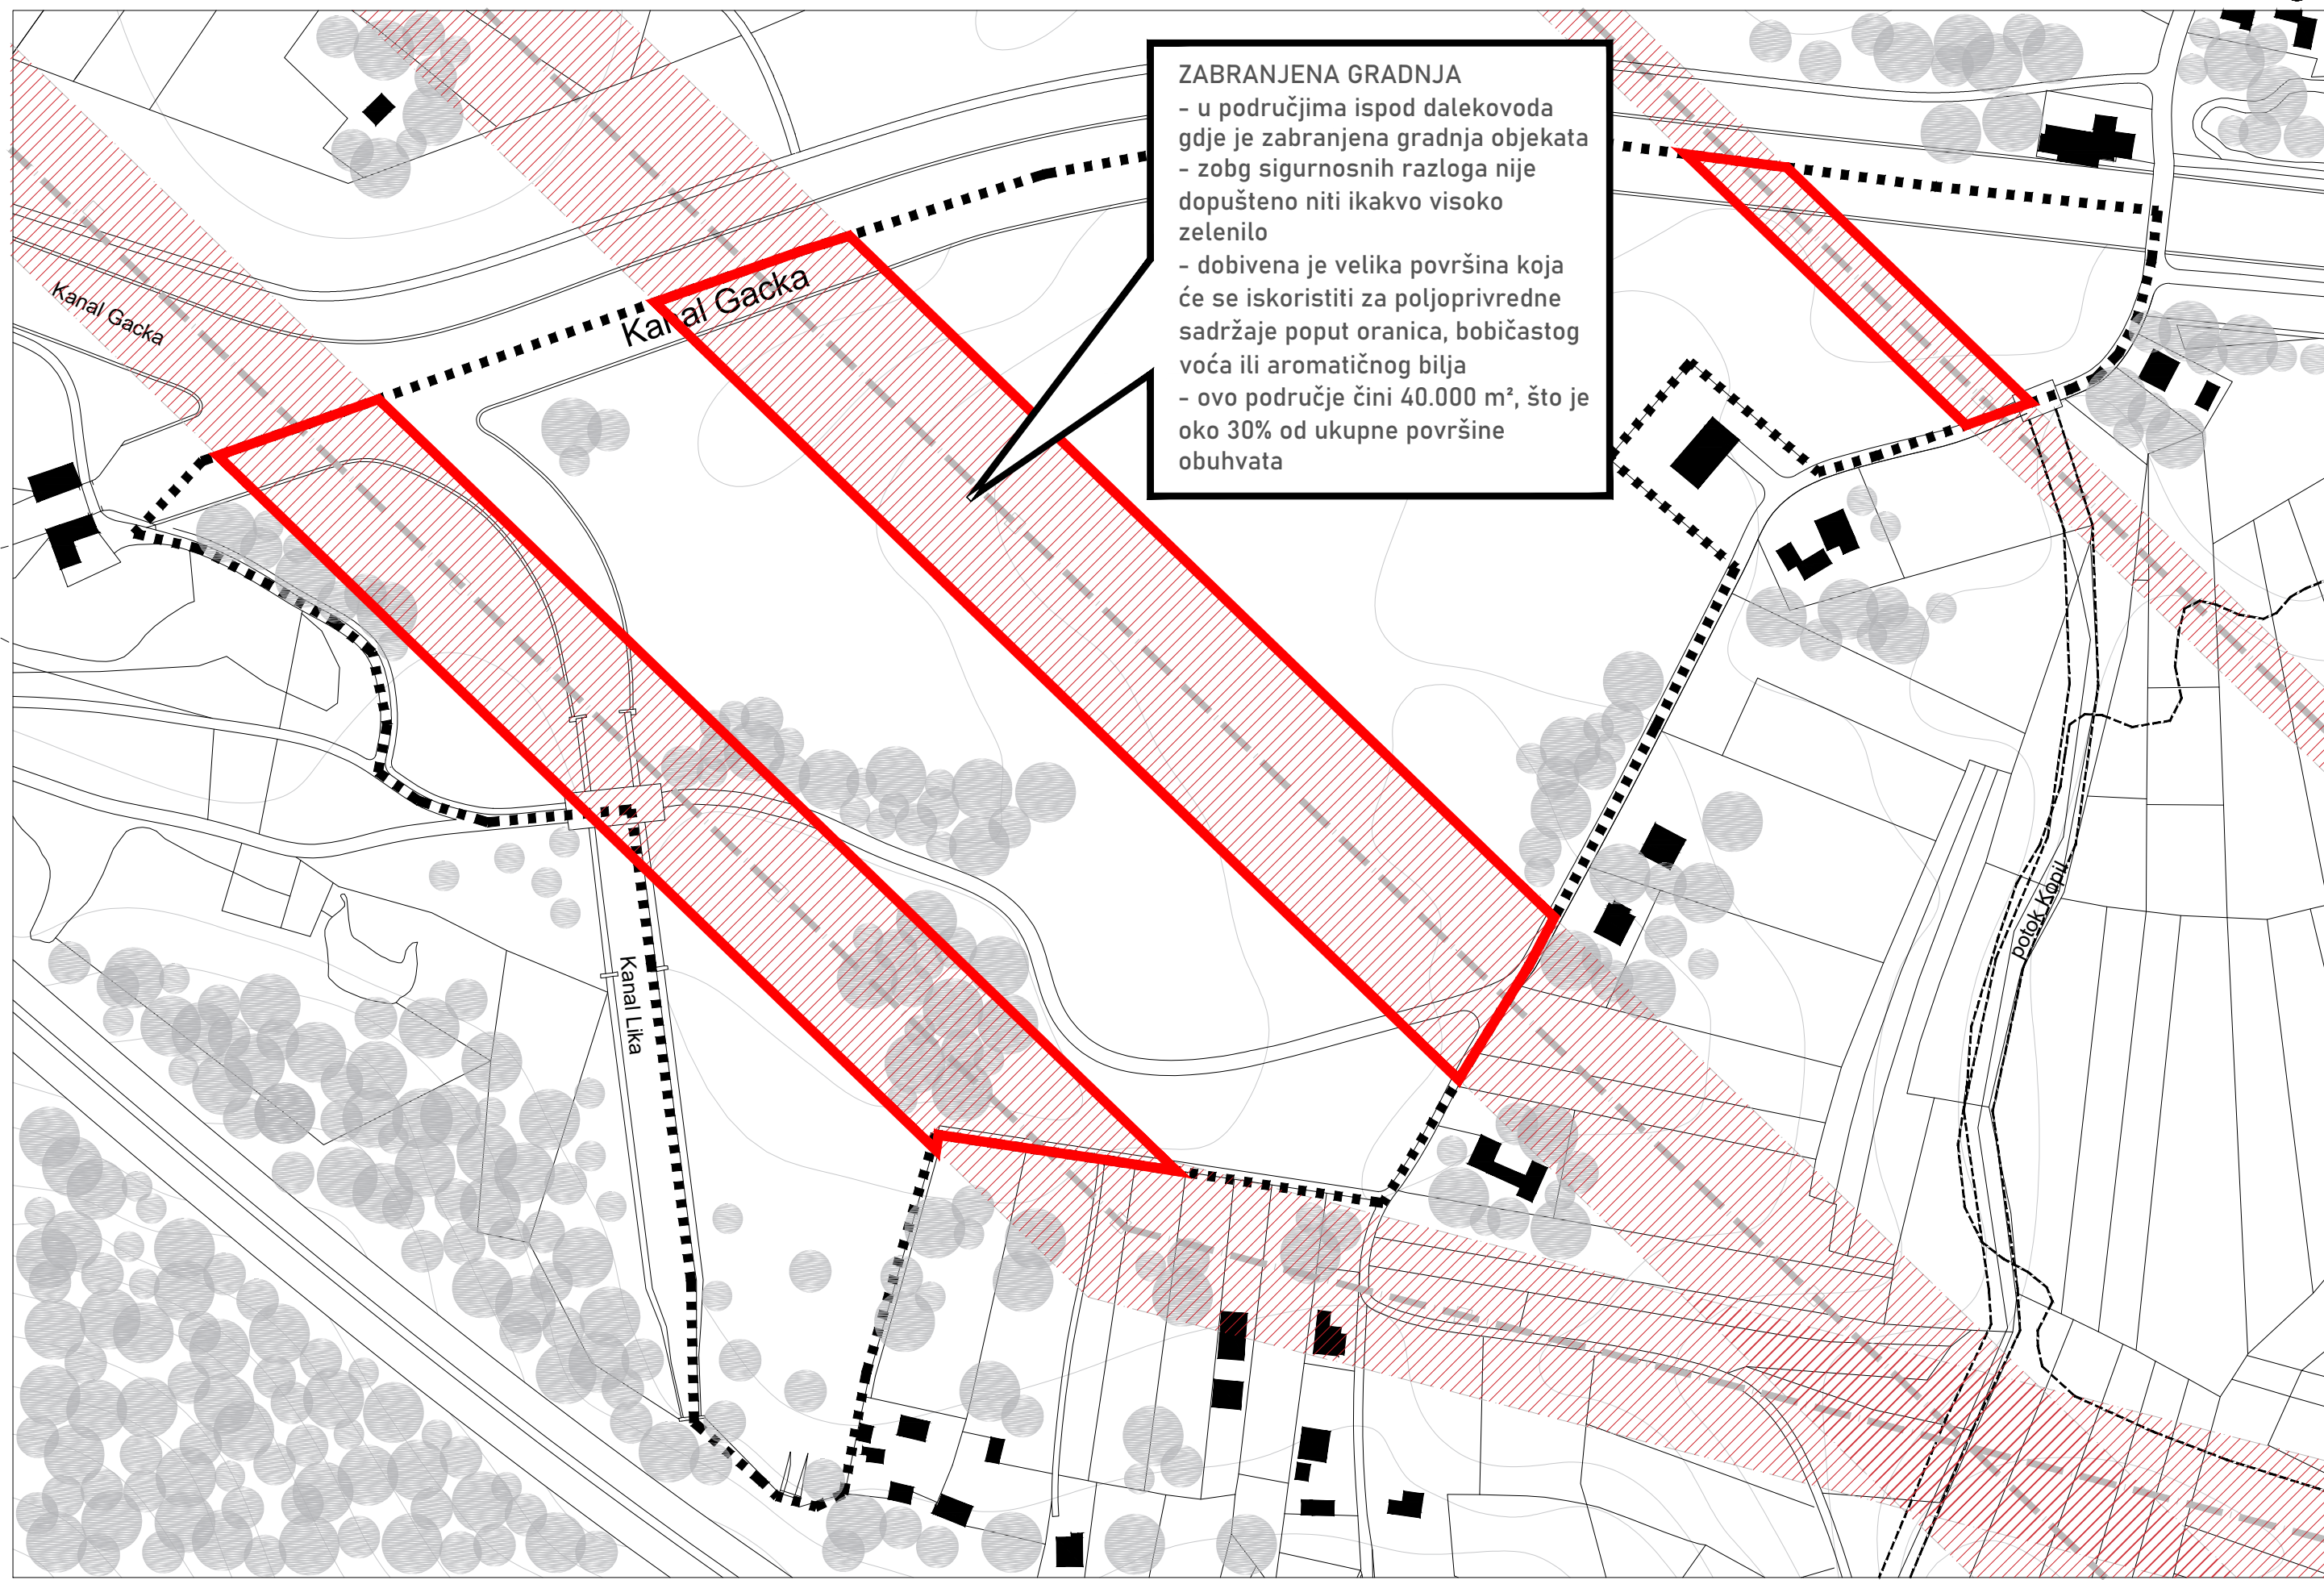 ZABRANJENA GRADNJA
- u područjima ispod dalekovoda
gdje je zabranjena gradnja objekata
- zobg sigurnosnih razloga nije
dopušteno niti ikakvo visoko
zelenilo
- dobivena je velika površina koja
će se iskoristiti za poljoprivredne
sadržaje poput oranica, bobičastog
voća ili aromatičnog bilja
- ovo područje čini 40.000 m², što je
oko 30% od ukupne površine
obuhvata
Kanal Gacka
Kanal Gacka
Kanal Lika
potok Kopil